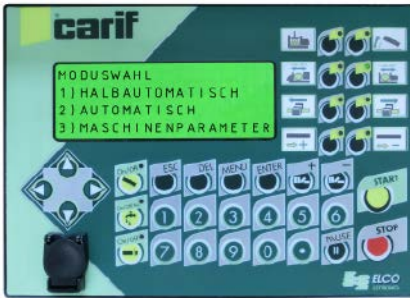 carif
MODUSWAHL
1)HALBAUTOMATISCH
2)AUTOMATISCH
3)MASCHINENPARAMETER
ESC DEL MENU ENTER + -
START
1 2 3 4 5 6
7 8 9 0 • PAUSE
STOP
ELCO